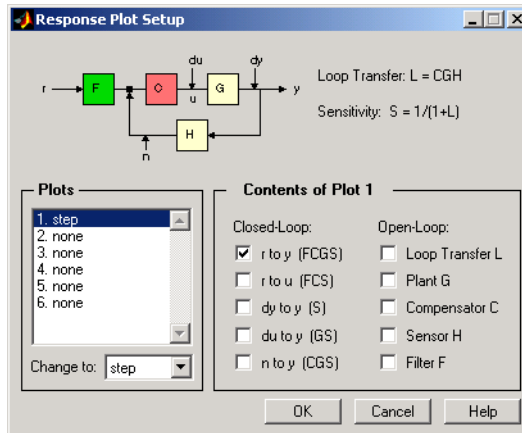 Response Plot Setup
du
dy
r
F
C
u
G
y
H
n
Loop Transfer: L = CGH
Sensitivity: S = 1/(1+L)
Plots
1. step
2. none
3. none
4. none
5. none
6. none
Change to:
step
Contents of Plot 1
Closed-Loop:
r to y (FCGS)
r to u (FCS)
dy to y (S)
du to y (GS)
n to y (CGS)
Open-Loop:
Loop Transfer L
Plant G
Compensator C
Sensor H
Filter F
OK
Cancel
Help